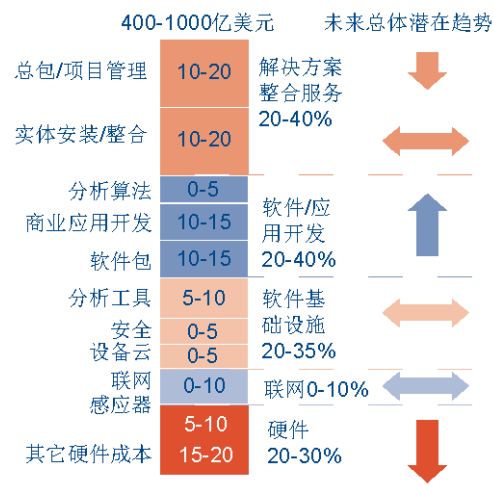 400-1000亿美元
未来总体潜在趋势
总包/项目管理
10-20
解决方案
整合服务
20-40%
实体安装/整合
10-20
分析算法
0-5
商业应用开发
10-15
软件包
10-15
软件/应
用开发
20-40%
分析工具
5-10
安全
0-5
设备云
0-5
软件基
础设施
20-35%
联网
0-10
联网0-10%
感应器
5-10
其它硬件成本
15-20
硬件
20-30%